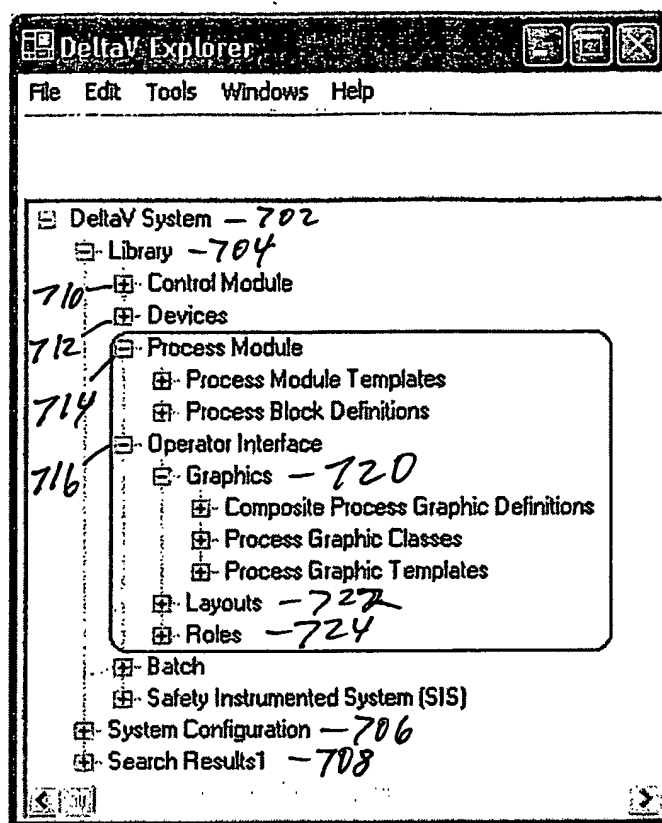 DeltaV Explorer
File Edit Tools Windows Help
DeltaV System — 702
Library — 704
710 Control Module
Devices
712 Process Module
Process Module Templates
714 Process Block Definitions
Operator Interface
716 Graphics — 720
Composite Process Graphic Definitions
Process Graphic Classes
Process Graphic Templates
Layouts — 722
Roles — 724
Batch
Safety Instrumented System (SIS)
System Configuration — 706
Search Results1 — 708